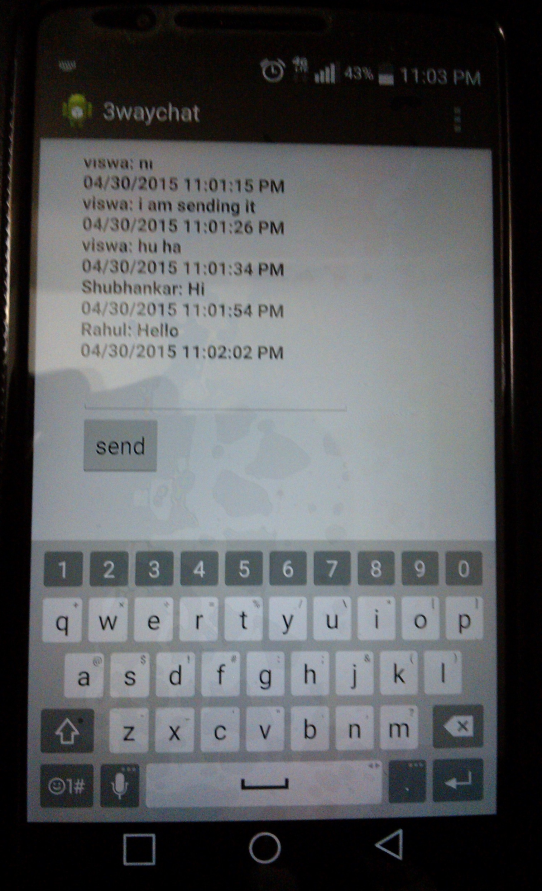 43% 11:03 PM
3waychat
viswa: hi
04/30/2015 11:01:15 PM
viswa: i am sending it
04/30/2015 11:01:26 PM
viswa: hu ha
04/30/2015 11:01:34 PM
Shubhankar: Hi
04/30/2015 11:01:54 PM
Rahul: Hello
04/30/2015 11:02:02 PM
send
1 2 3 4 5 6 7 8 9 0
q w e r t y u i o p
a s d f g h j k l
z x c v b n m
1# .